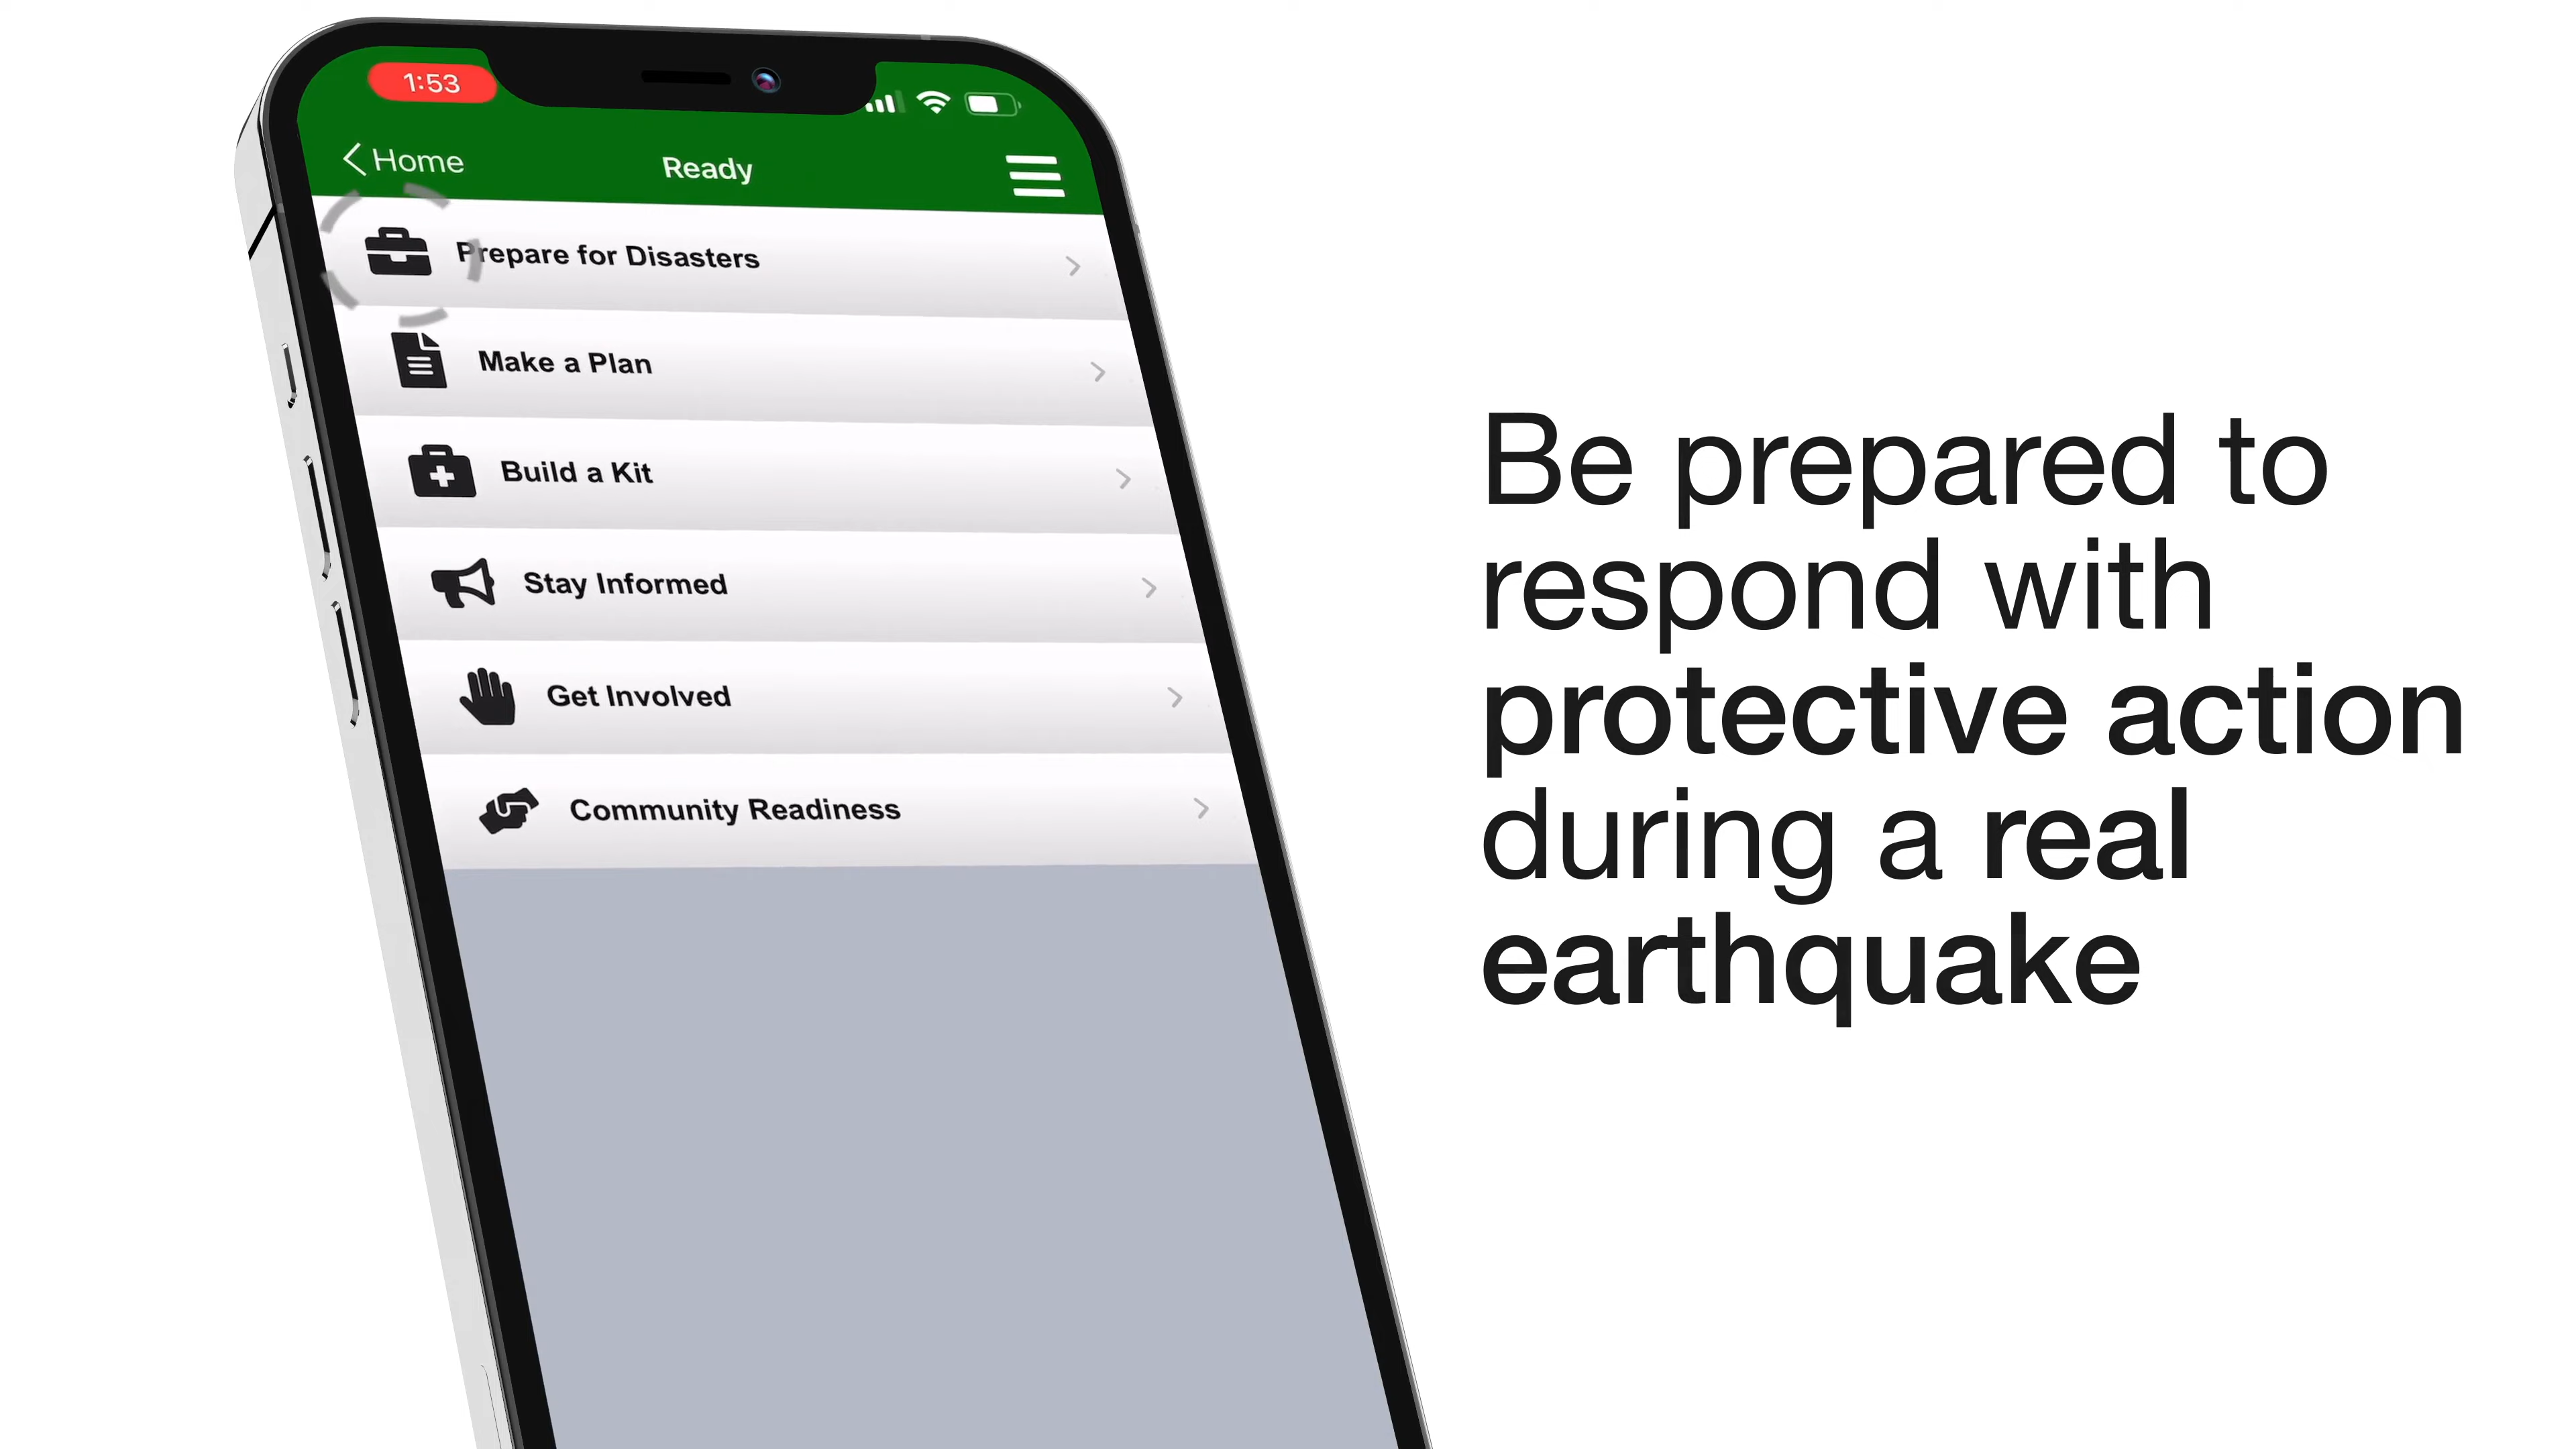 1:53
Home
Ready
Prepare for Disasters
Make a Plan
Build a Kit
Stay Informed
Get Involved
Community Readiness
Be prepared to
respond with
protective action
during a real
earthquake